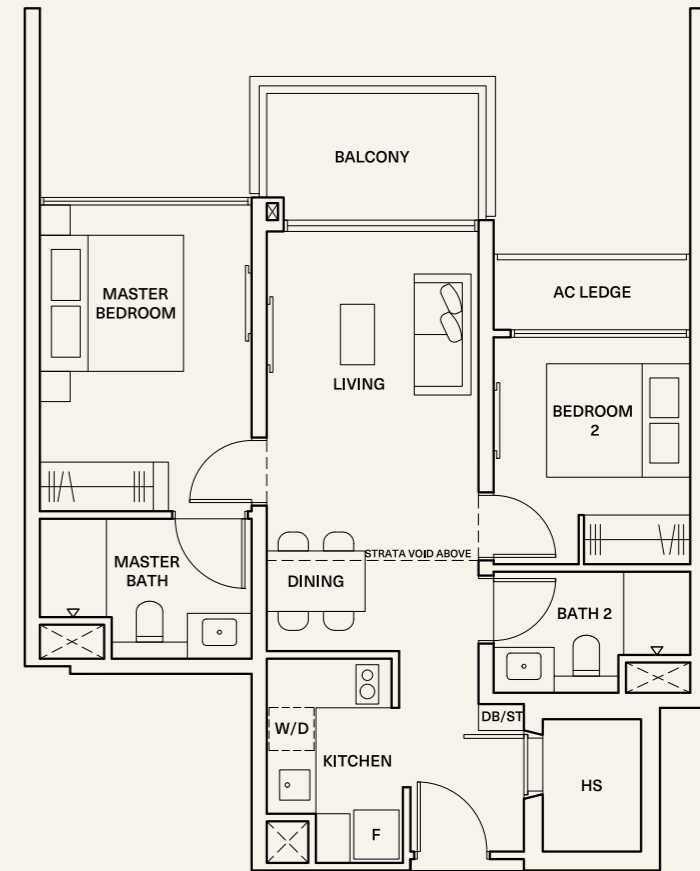 BALCONY
MASTER
BEDROOM
AC LEDGE
LIVING
BEDROOM
2
STRATA VOID ABOVE
MASTER
BATH
DINING
BATH 2
DB/ST
W/D
KITCHEN
HS
F